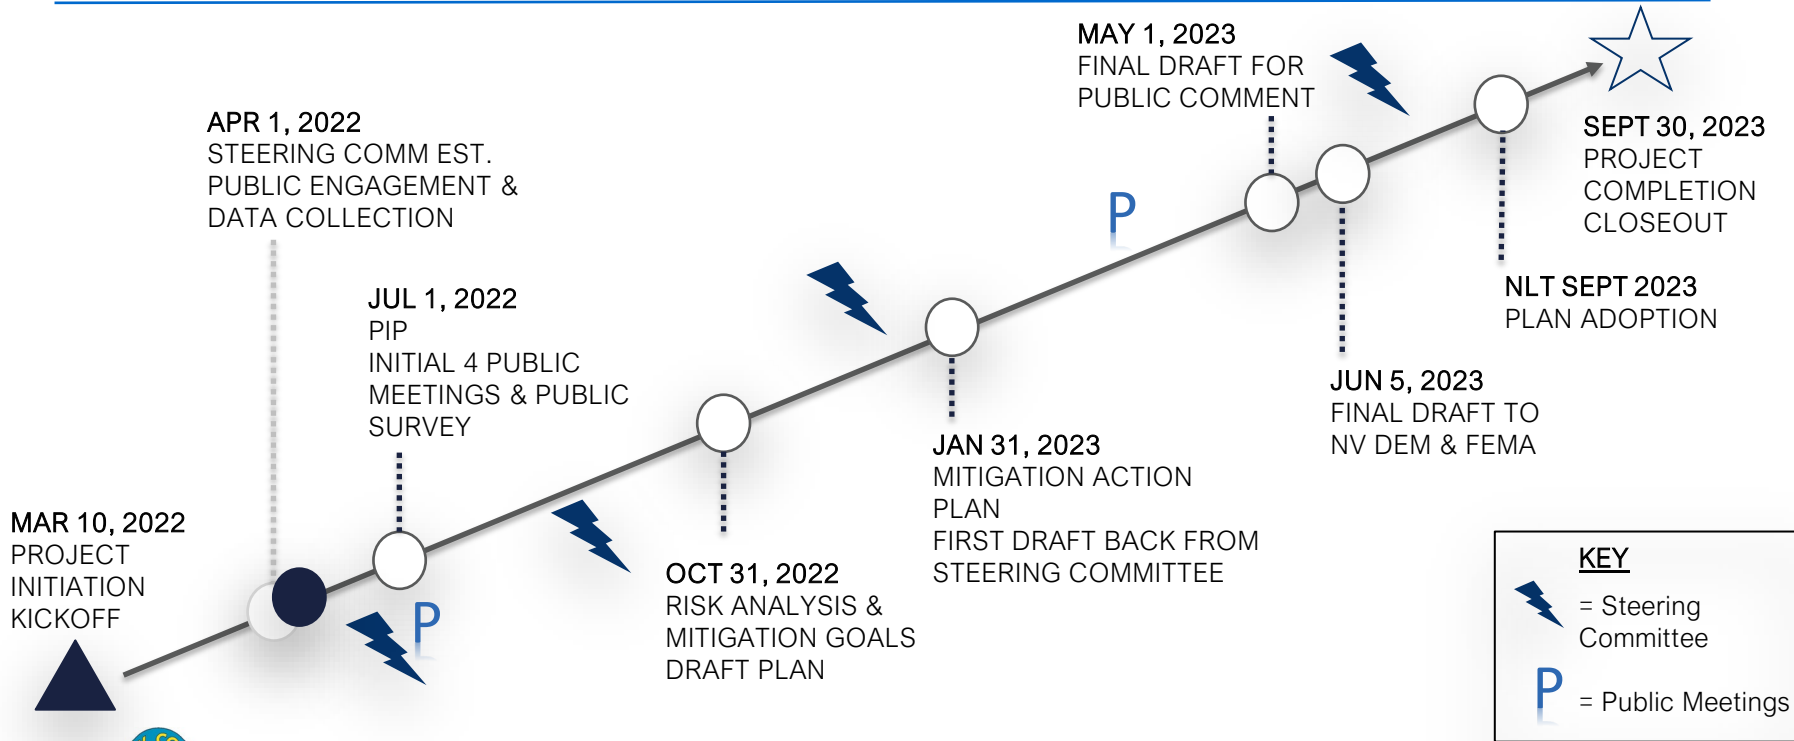 MAY 1, 2023
FINAL DRAFT FOR
PUBLIC COMMENT
APR 1, 2022
STEERING COMM EST.
PUBLIC ENGAGEMENT &
DATA COLLECTION
SEPT 30, 2023
PROJECT
COMPLETION
CLOSEOUT
P
JUL 1, 2022
PIP
INITIAL 4 PUBLIC
MEETINGS & PUBLIC
SURVEY
NLT SEPT 2023
PLAN ADOPTION
JUN 5, 2023
FINAL DRAFT TO
NV DEM & FEMA
JAN 31, 2023
MITIGATION ACTION
PLAN
FIRST DRAFT BACK FROM
STEERING COMMITTEE
MAR 10, 2022
PROJECT
INITIATION
KICKOFF
P
OCT 31, 2022
RISK ANALYSIS &
MITIGATION GOALS
DRAFT PLAN
KEY
= Steering
Committee
P = Public Meetings